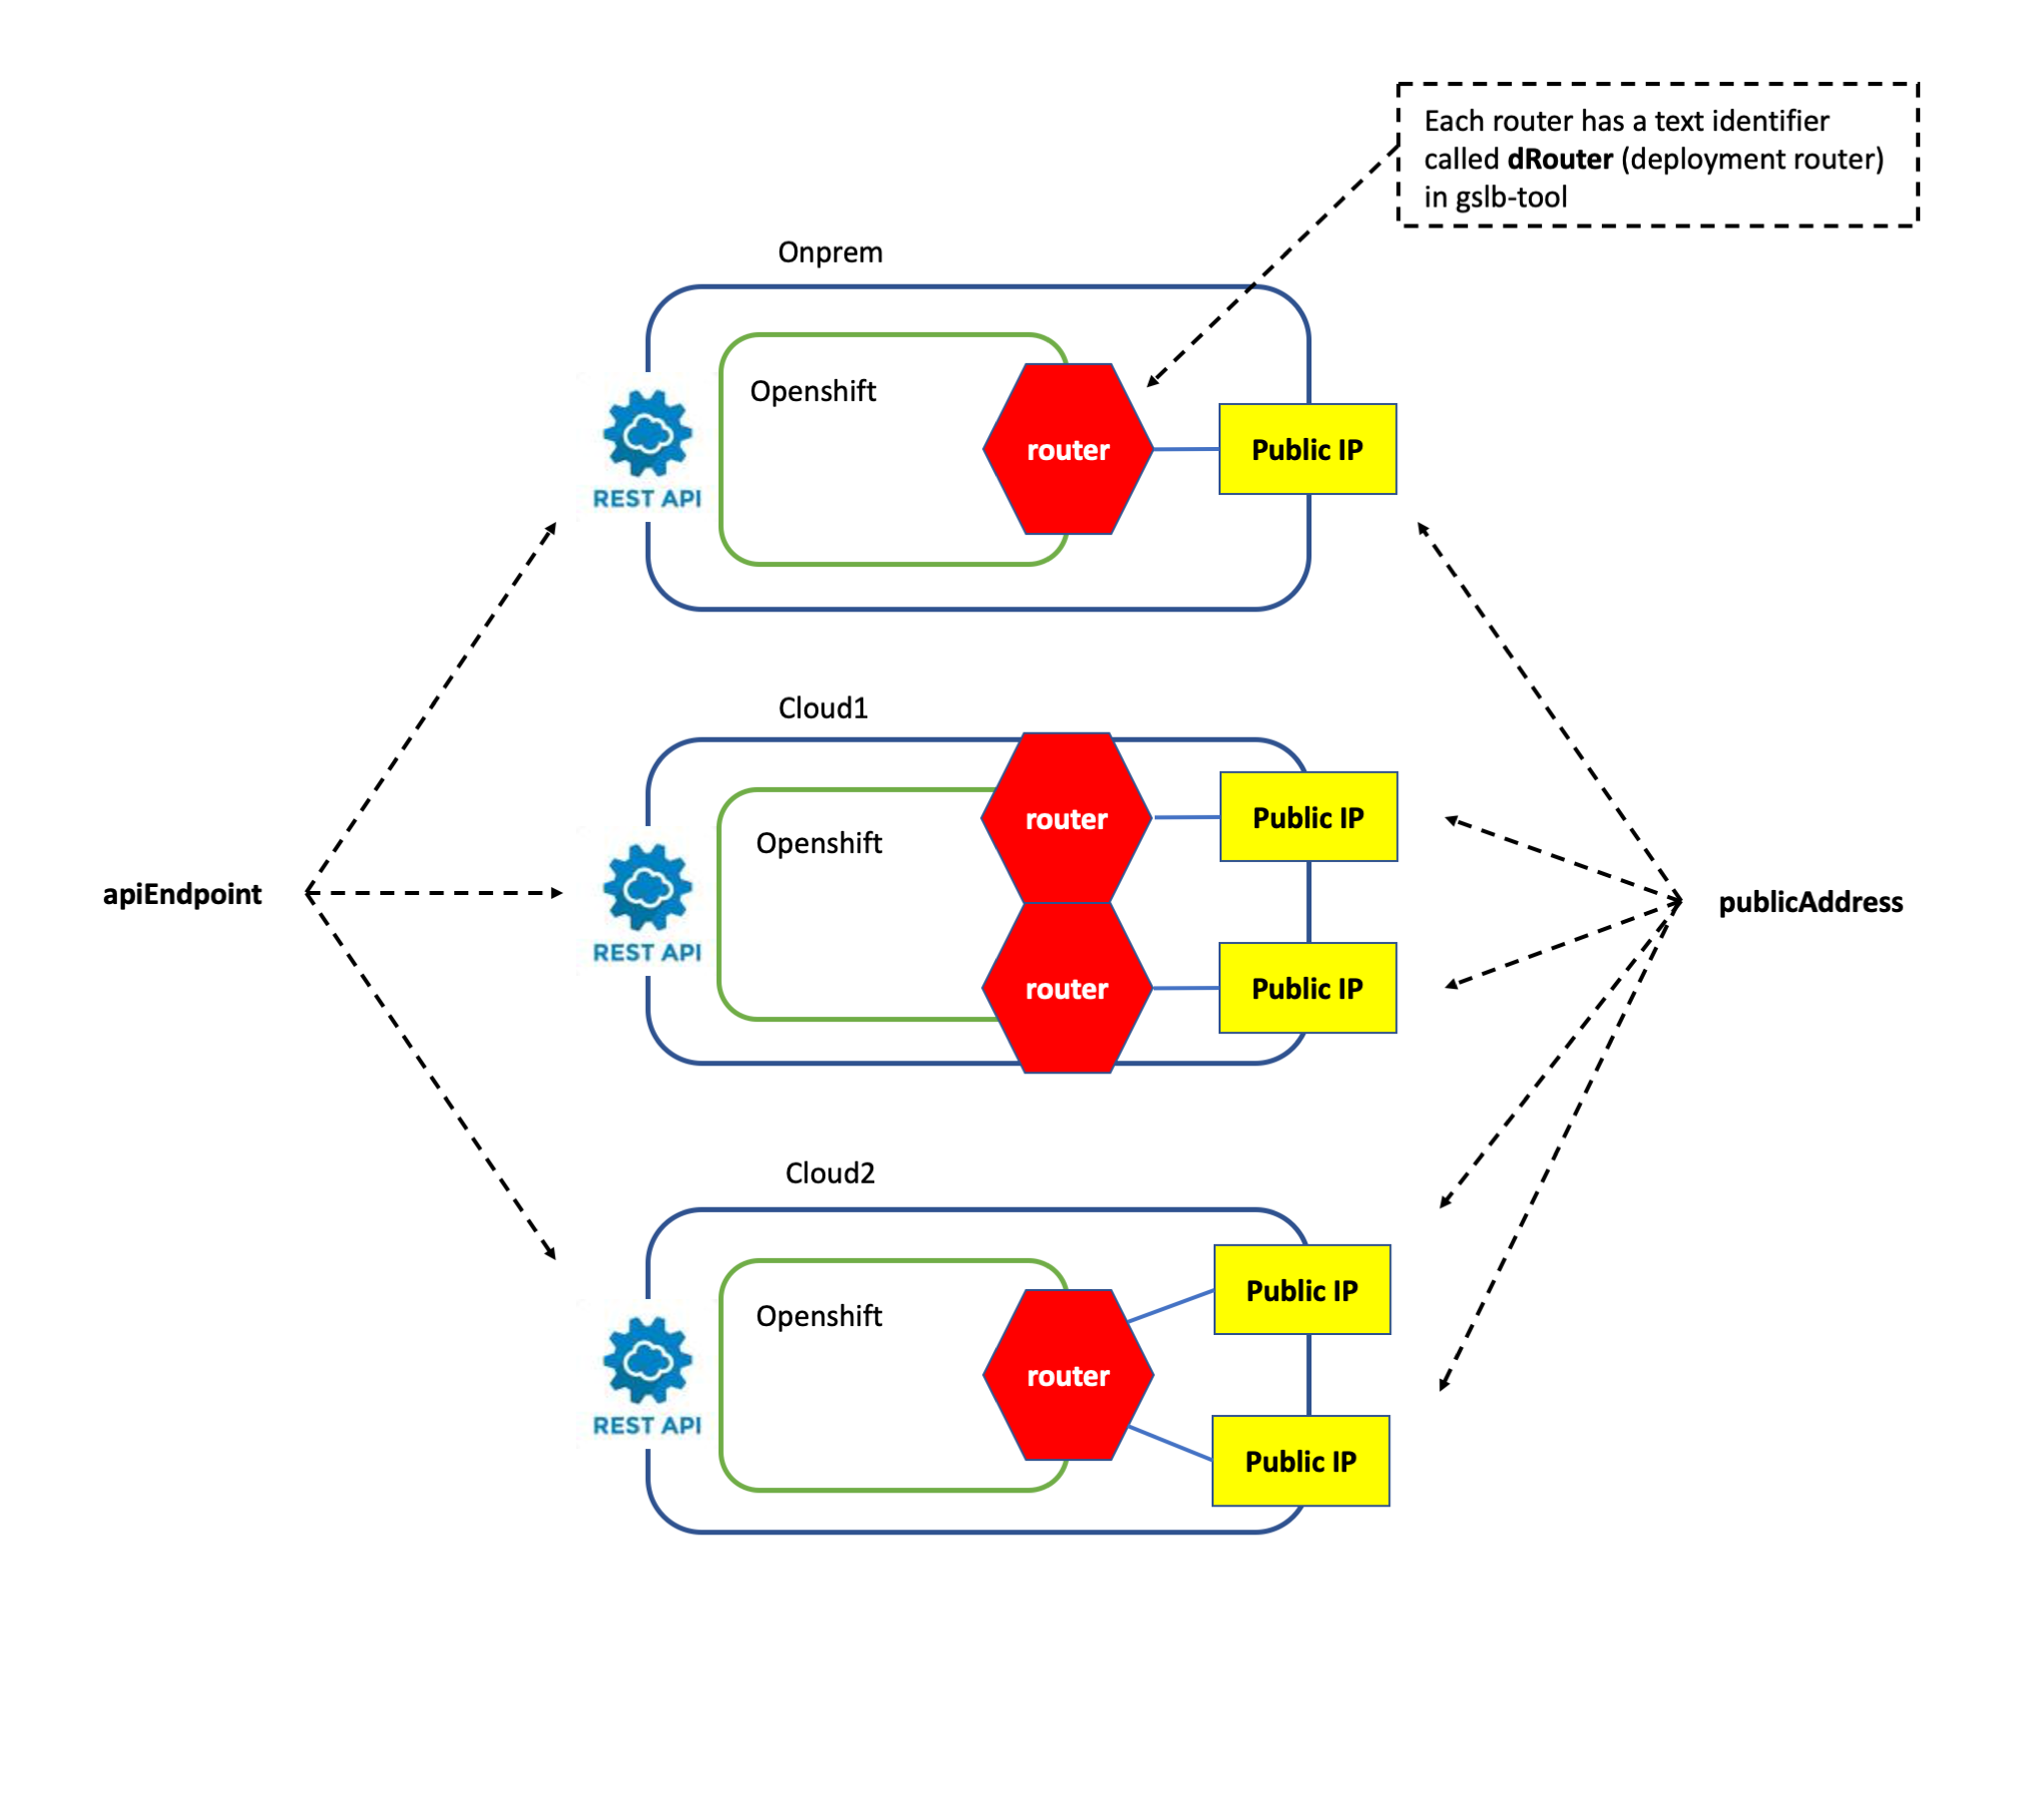 Each router has a text identifier
called dRouter (deployment router)
in gslb-tool
Onprem
Openshift
router
Public IP
REST API
Cloud1
Openshift
router
Public IP
apiEndpoint
publicAddress
REST API
router
Public IP
Cloud2
Openshift
Public IP
router
REST API
Public IP